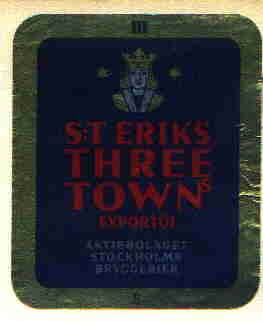 III
S:T ERIKS
THREE
TOWNS
EXPORTÖL
AKTIEBOLAGET
STOCKHOLMS
BRYGGERIER